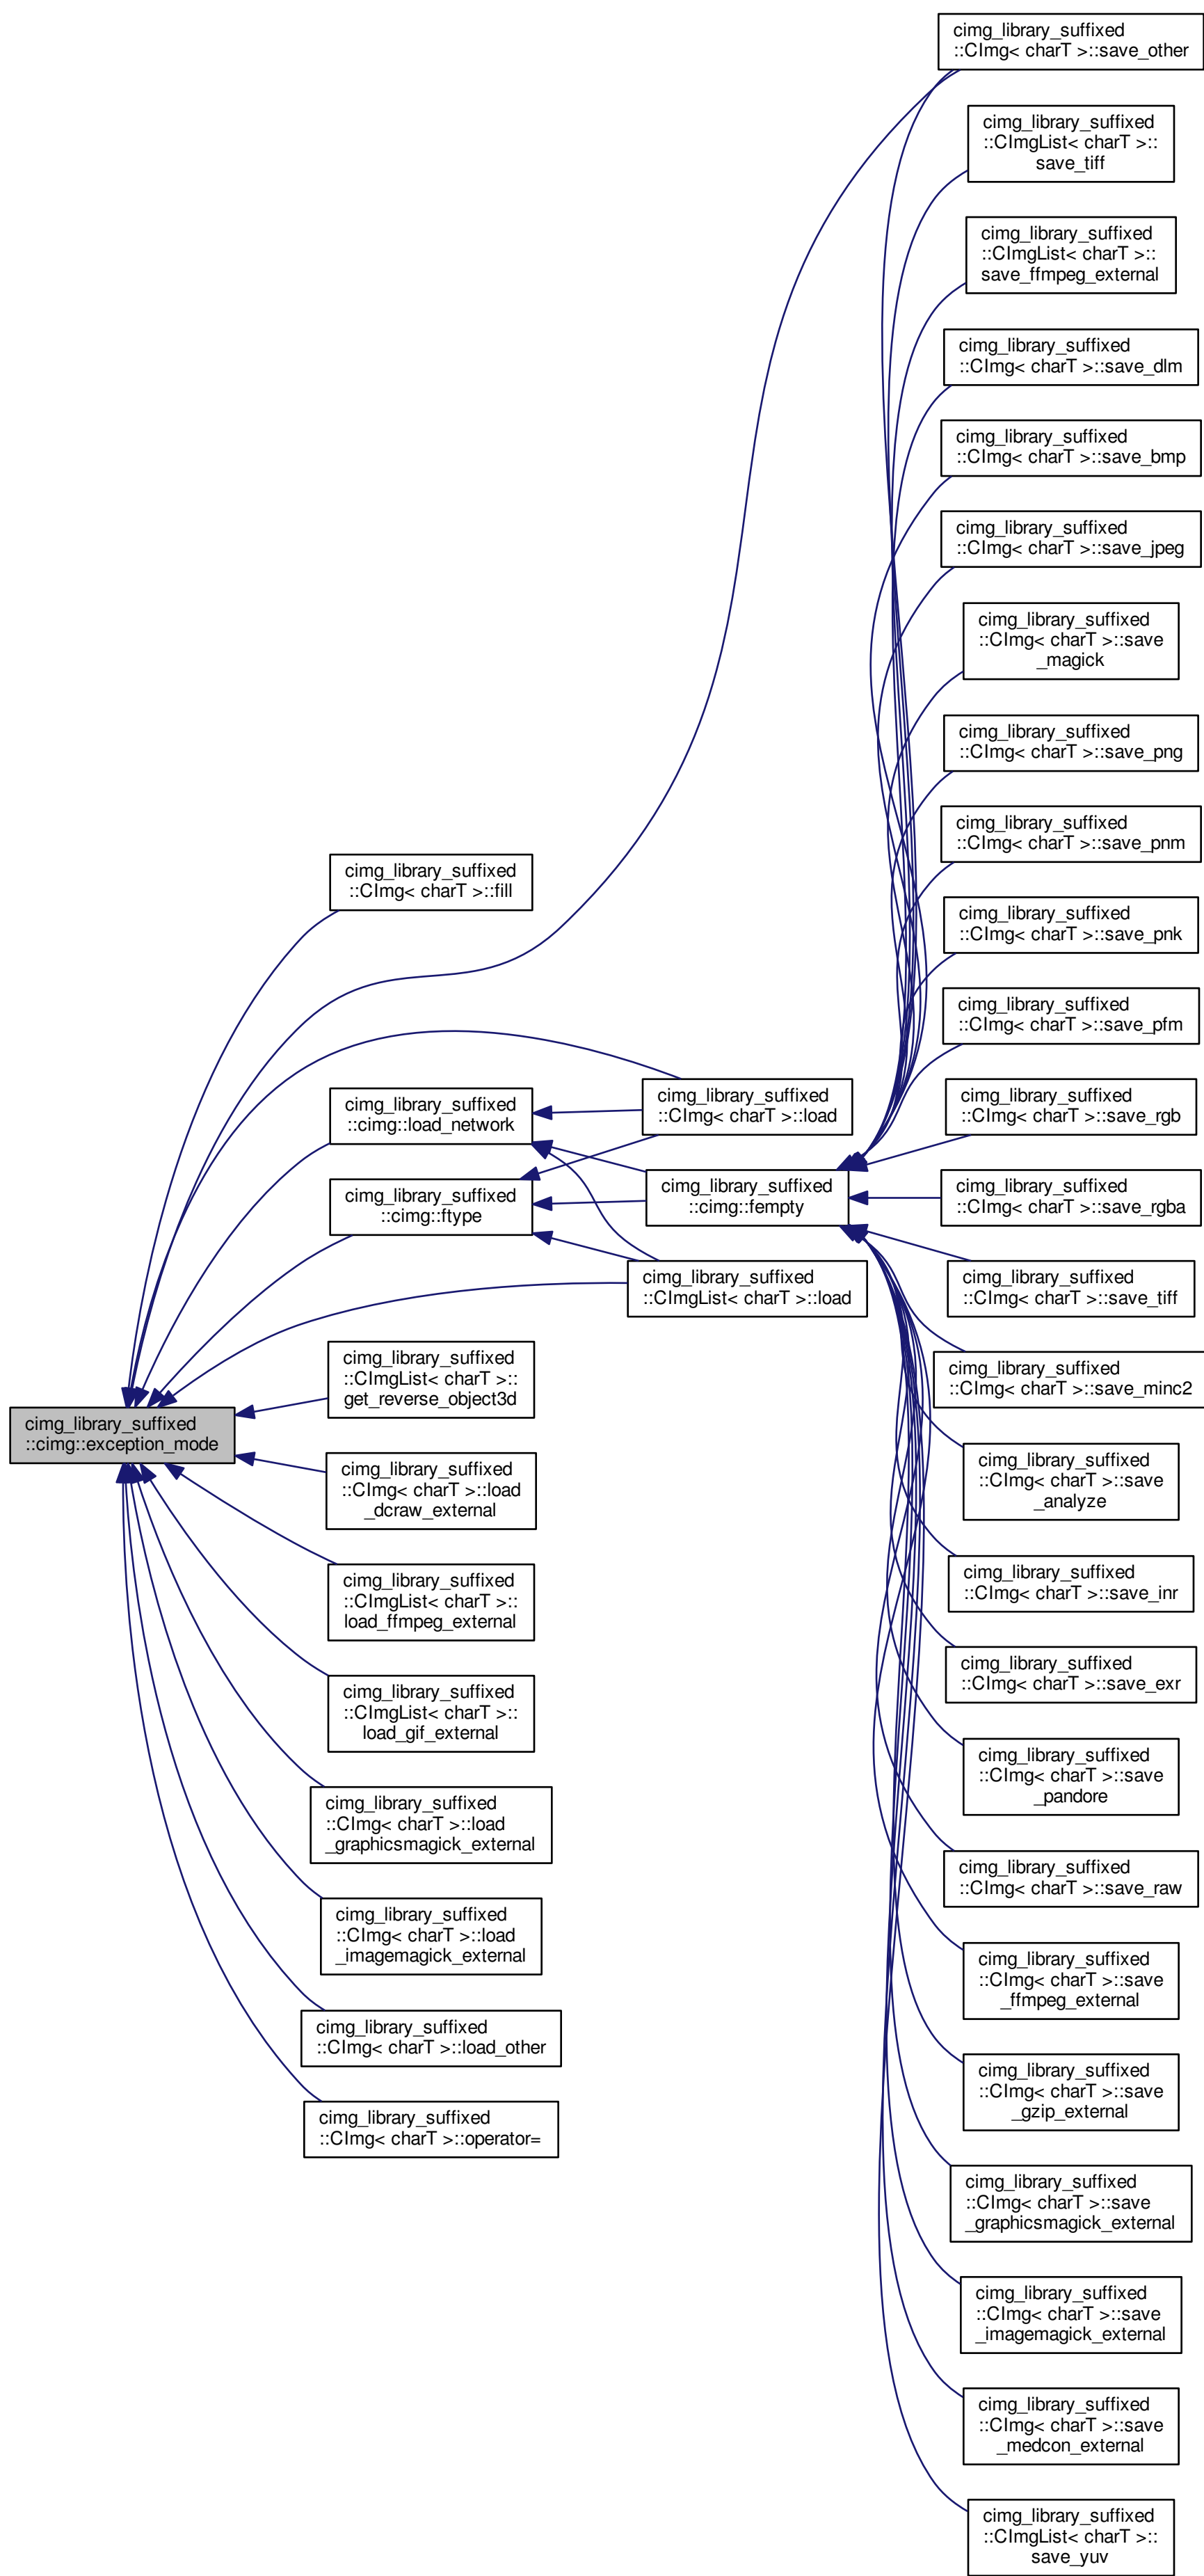 cimg_library_suffixed
::CImg< charT >::save_other
cimg_library_suffixed
::CImgList< charT >::
save_tiff
cimg_library_suffixed
::CImgList< charT >::
save_ffmpeg_external
cimg_library_suffixed
::CImg< charT >::save_dlm
cimg_library_suffixed
::CImg< charT >::save_bmp
cimg_library_suffixed
::CImg< charT >::save_jpeg
cimg_library_suffixed
::CImg< charT >::save
_magick
cimg_library_suffixed
::CImg< charT >::save_png
cimg_library_suffixed
::CImg< charT >::save_pnm
cimg_library_suffixed
::CImg< charT >::fill
cimg_library_suffixed
::CImg< charT >::save_pnk
cimg_library_suffixed
::CImg< charT >::save_pfm
cimg_library_suffixed
::cimg::load_network
cimg_library_suffixed
::CImg< charT >::load
cimg_library_suffixed
::CImg< charT >::save_rgb
cimg_library_suffixed
::cimg::ftype
cimg_library_suffixed
::cimg::fempty
cimg_library_suffixed
::CImg< charT >::save_rgba
cimg_library_suffixed
::CImgList< charT >::load
cimg_library_suffixed
::CImg< charT >::save_tiff
cimg_library_suffixed
::CImgList< charT >::
get_reverse_object3d
cimg_library_suffixed
::CImg< charT >::save_minc2
cimg_library_suffixed
::cimg::exception_mode
cimg_library_suffixed
::CImg< charT >::load
_dcraw_external
cimg_library_suffixed
::CImg< charT >::save
_analyze
cimg_library_suffixed
::CImgList< charT >::
load_ffmpeg_external
cimg_library_suffixed
::CImg< charT >::save_inr
cimg_library_suffixed
::CImgList< charT >::
load_gif_external
cimg_library_suffixed
::CImg< charT >::save_exr
cimg_library_suffixed
::CImg< charT >::save
_pandore
cimg_library_suffixed
::CImg< charT >::load
_graphicsmagick_external
cimg_library_suffixed
::CImg< charT >::save_raw
cimg_library_suffixed
::CImg< charT >::load
_imagemagick_external
cimg_library_suffixed
::CImg< charT >::save
_ffmpeg_external
cimg_library_suffixed
::CImg< charT >::load_other
cimg_library_suffixed
::CImg< charT >::save
_gzip_external
cimg_library_suffixed
::CImg< charT >::operator=
cimg_library_suffixed
::CImg< charT >::save
_graphicsmagick_external
cimg_library_suffixed
::CImg< charT >::save
_imagemagick_external
cimg_library_suffixed
::CImg< charT >::save
_medcon_external
cimg_library_suffixed
::CImgList< charT >::
save_yuv